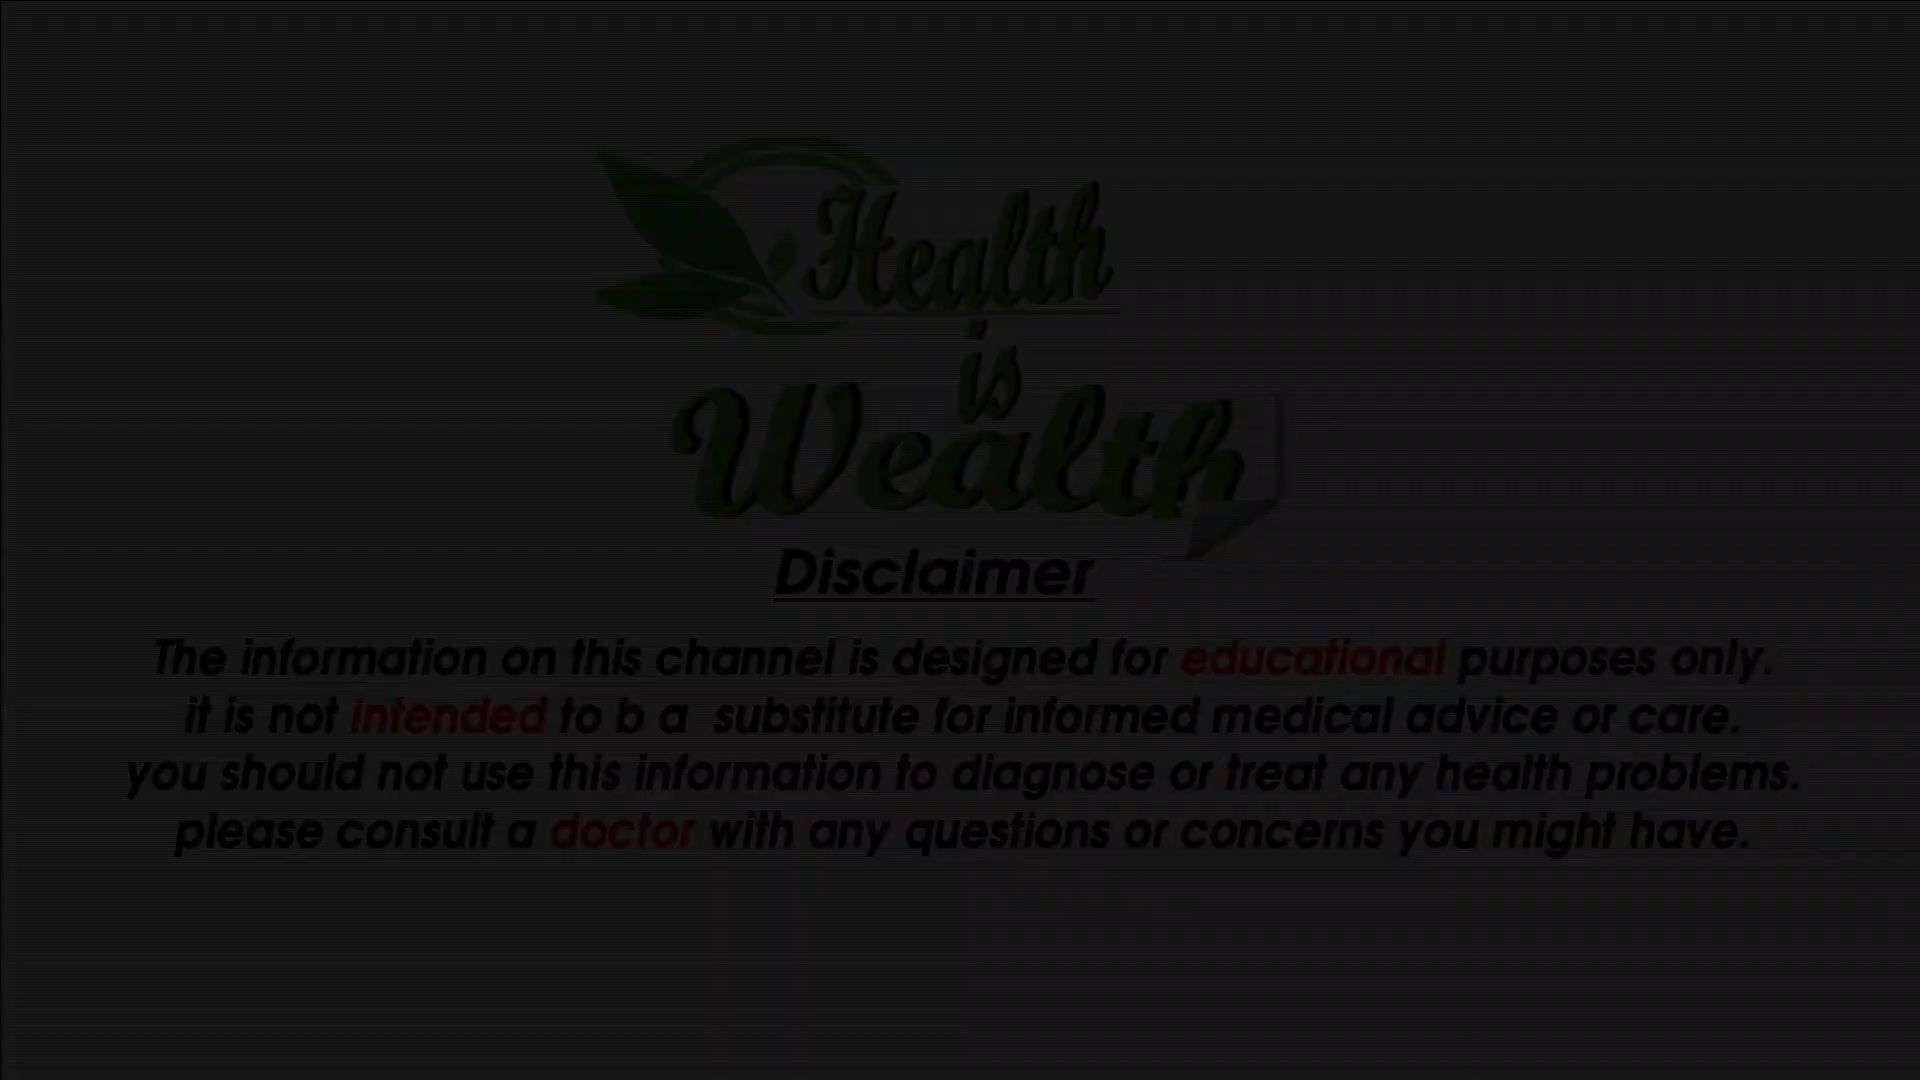 Health
is
Wealth
Disclaimer
The information on this channel is designed for educational purposes only.
it is not intended to b a  substitute for informed medical advice or care.
you should not use this information to diagnose or treat any health problems.
please consult a doctor with any questions or concerns you might have.